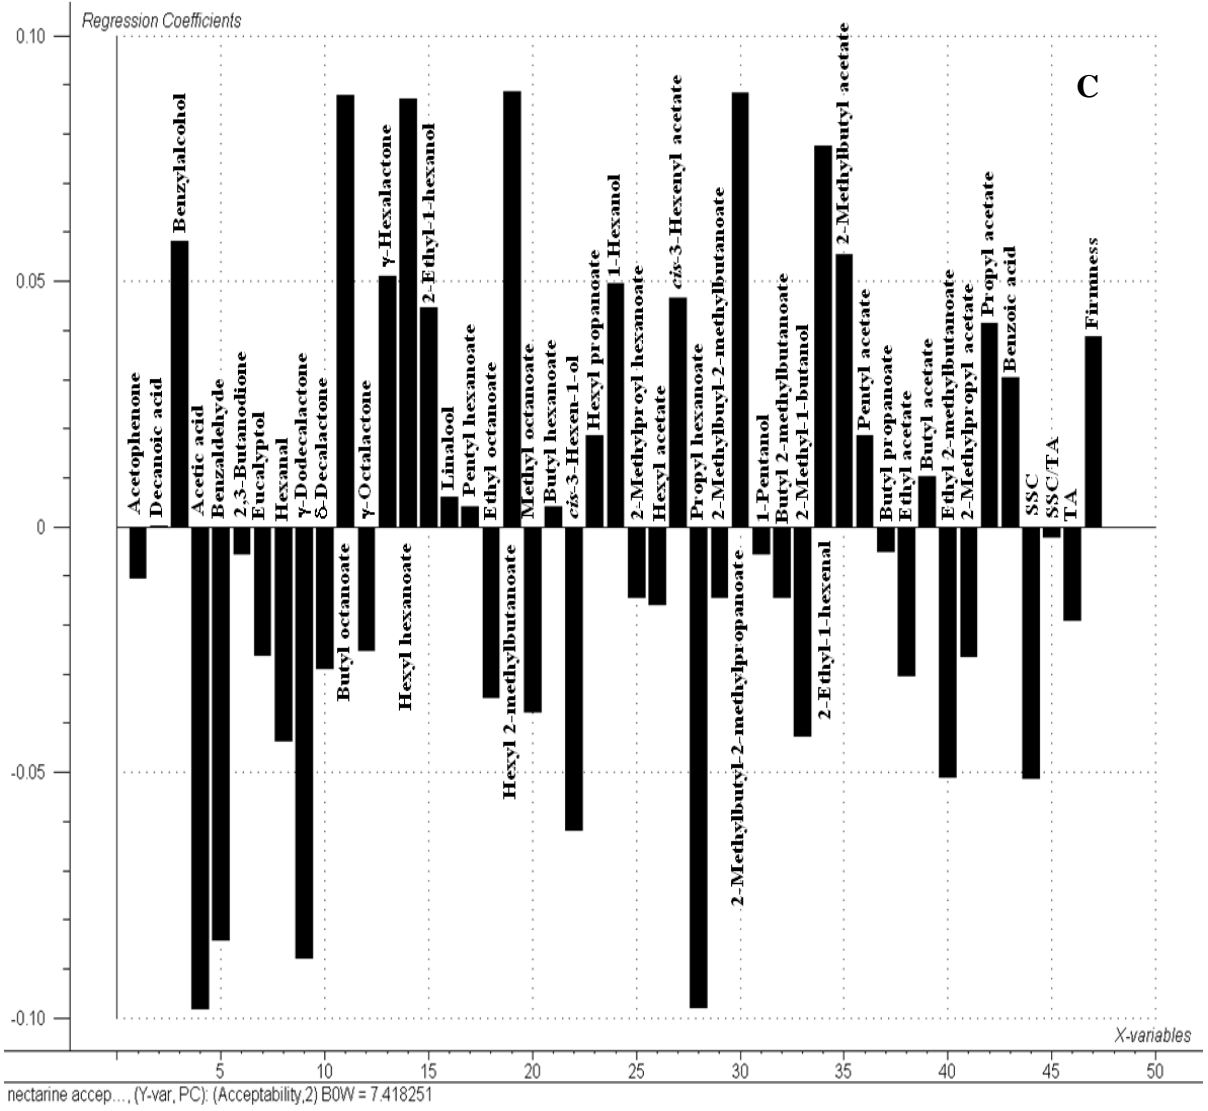 Regression Coefficients
C
0.10
0.05
0
-0.05
-0.10
Acetophenone
Decanoic acid
Benzylalcohol
Acetic acid
Benzaldehyde
2,3-Butanodione
Eucalyptol
Hexanal
γ-Dodecalactone
δ-Decalactone
Butyl octanoate
γ-Octalactone
γ-Hexalactone
Hexyl hexanoate
2-Ethyl-1-hexanol
Linalool
Pentyl hexanoate
Ethyl octanoate
Hexyl 2-methylbutanoate
Methyl octanoate
Butyl hexanoate
cis-3-Hexen-1-ol
Hexyl propanoate
1-Hexanol
2-Methylproyl hexanoate
Hexyl acetate
cis-3-Hexenyl acetate
Propyl hexanoate
2-Methylbuyl-2-methylbutanoate
2-Methylbutyl-2-methylpropanoate
1-Pentanol
Butyl 2-methylbutanoate
2-Methyl-1-butanol
2-Ethyl-1-hexenal
2-Methylbutyl acetate
Pentyl acetate
Butyl propanoate
Ethyl acetate
Butyl acetate
Ethyl 2-methylbutanoate
2-Methylpropyl acetate
Propyl acetate
Benzoic acid
SSC
SSC/TA
TA
Firmness
X-variables
5 10 15 20 25 30 35 40 45 50
nectarine accep..., (Y-var, PC): (Acceptability,2) B0W = 7.418251